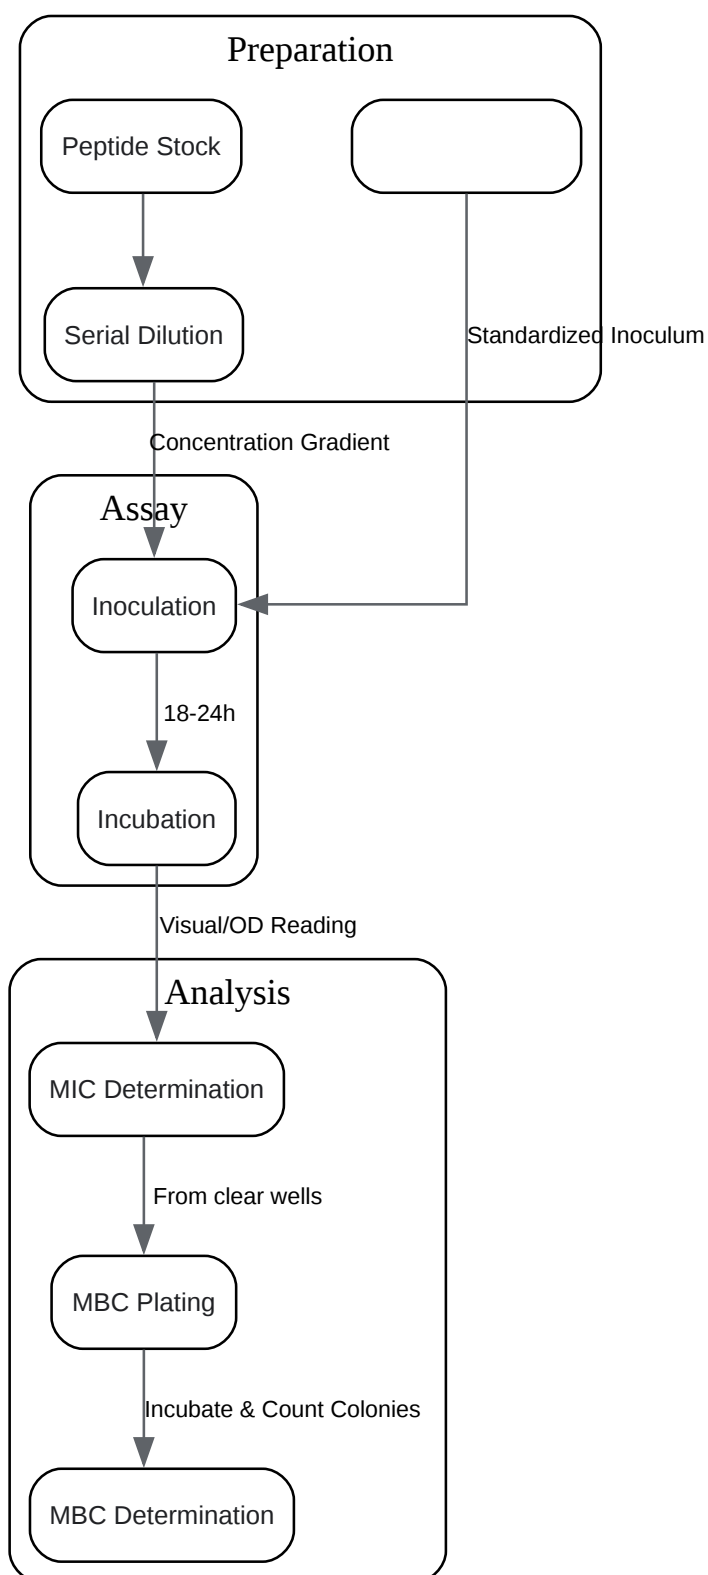 Preparation
Peptide Stock
Serial Dilution
Standardized Inoculum
Concentration Gradient
Assay
Inoculation
18-24h
Incubation
Visual/OD Reading
Analysis
MIC Determination
From clear wells
MBC Plating
Incubate & Count Colonies
MBC Determination